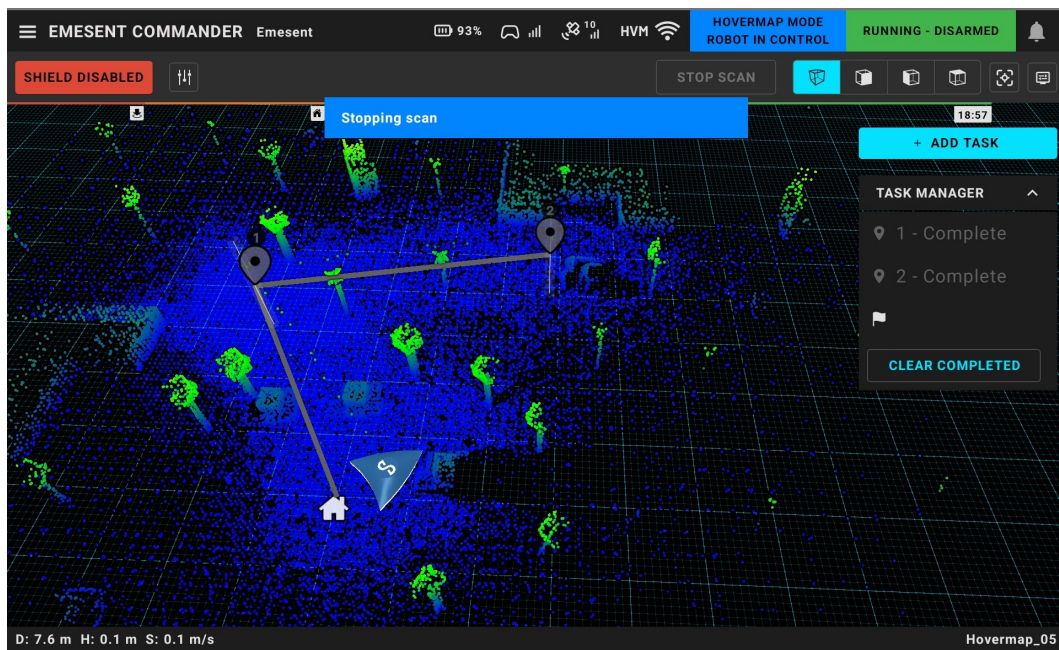 EMESENT COMMANDER Emesent
93%
10
HVM
HOVERMAP MODE
ROBOT IN CONTROL
RUNNING - DISARMED
SHIELD DISABLED
STOP SCAN
Stopping scan
18:57
+ ADD TASK
TASK MANAGER
1 - Complete
2 - Complete
CLEAR COMPLETED
1
2
S
D: 7.6 m H: 0.1 m S: 0.1 m/s
Hovermap_05